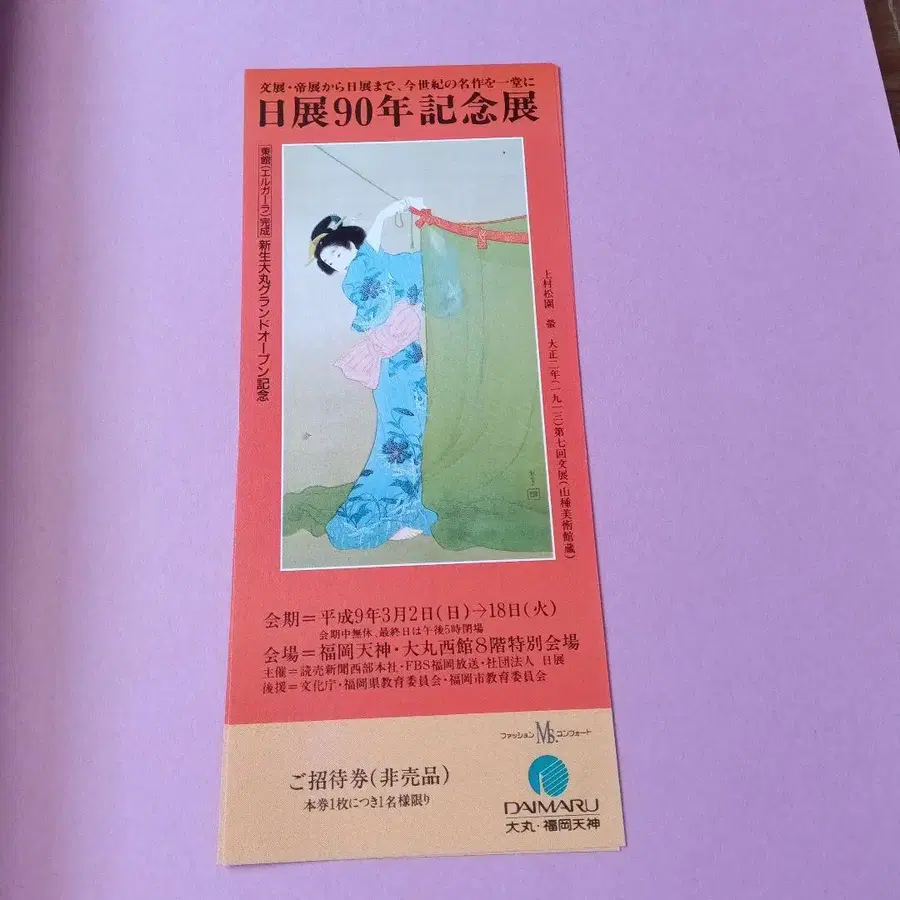 文展・帝展から日展まで、今世紀の名作を一堂に
日展90年記念展
東館(エルガーラ)完成 新生大丸グランドオープン記念
上村松園 螢 大正二年(一九一三)第七回文展(山種美術館蔵)
会期=平成9年3月2日(日)→18日(火)
会期中無休、最終日は午後5時閉場
会場=福岡天神・大丸西館8階特別会場
主催=読売新聞西部本社・FBS福岡放送・社団法人 日展
後援=文化庁・福岡県教育委員会・福岡市教育委員会
ファッション Ms. コンフォート
ご招待券(非売品)
本券1枚につき1名様限り
DAIMARU
大丸・福岡天神